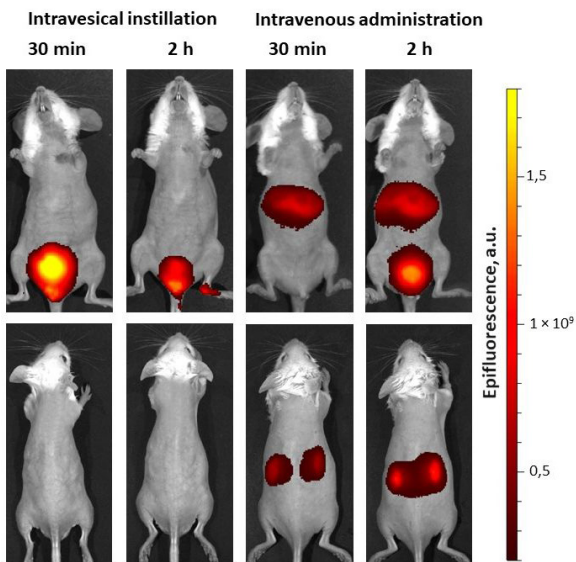 Intravesical instillation
Intravenous administration
30 min
2 h
30 min
2 h
1,5
1 × 10⁹
0,5
Epifluorescence, a.u.